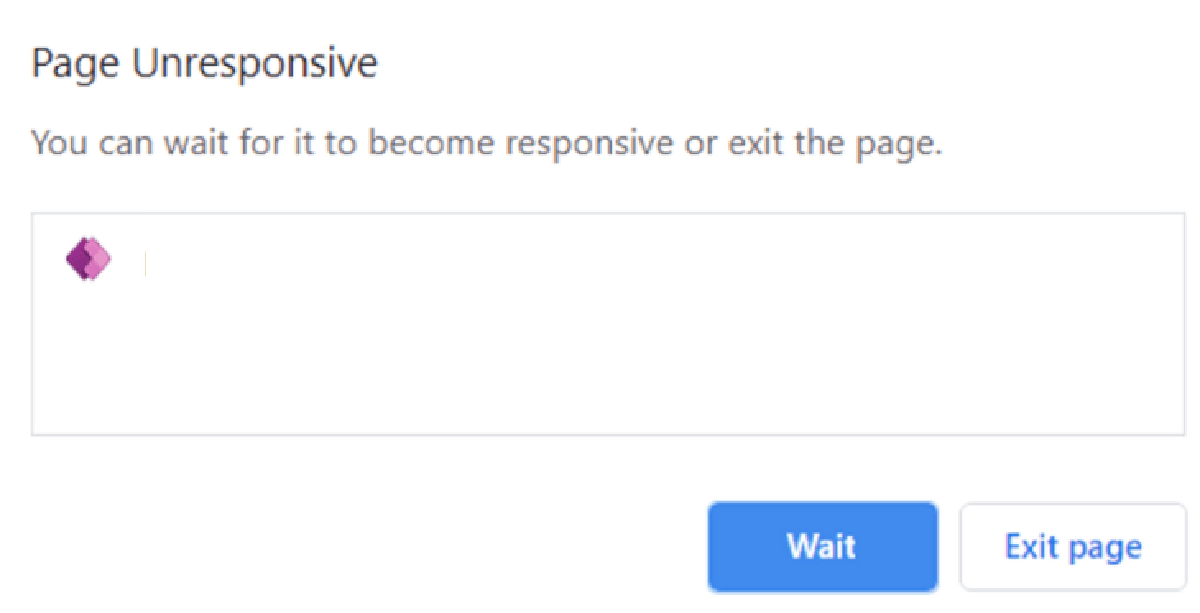 Page Unresponsive
You can wait for it to become responsive or exit the page.
Wait
Exit page